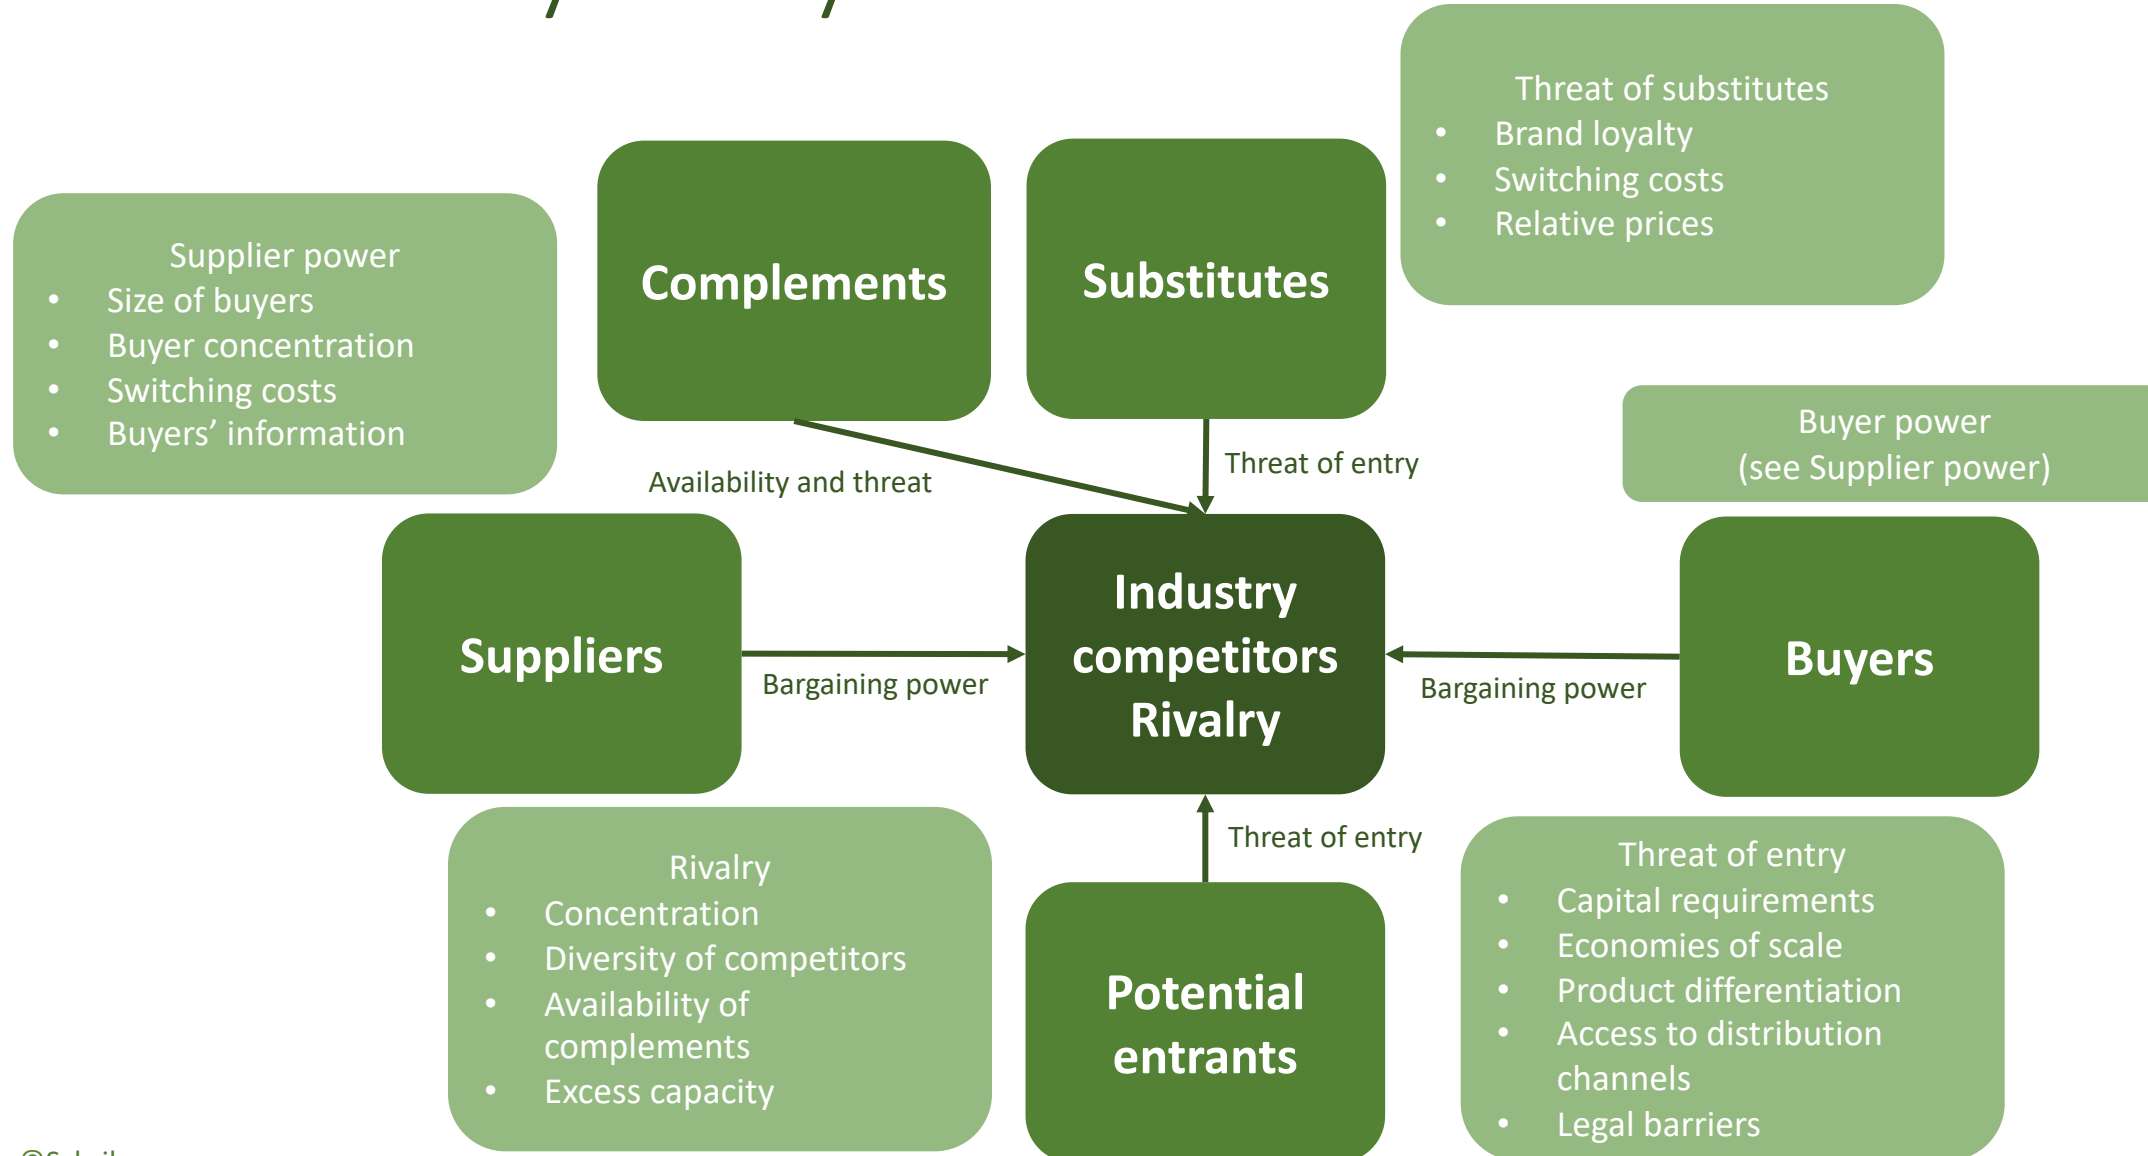 Threat of substitutes
• Brand loyalty
• Switching costs
• Relative prices
Complements
Substitutes
Supplier power
• Size of buyers
• Buyer concentration
• Switching costs
• Buyers’ information
Buyer power
(see Supplier power)
Availability and threat
Threat of entry
Suppliers
Bargaining power
Industry
competitors
Rivalry
Bargaining power
Buyers
Threat of entry
Rivalry
• Concentration
• Diversity of competitors
• Availability of
complements
• Excess capacity
Potential
entrants
Threat of entry
• Capital requirements
• Economies of scale
• Product differentiation
• Access to distribution
channels
• Legal barriers